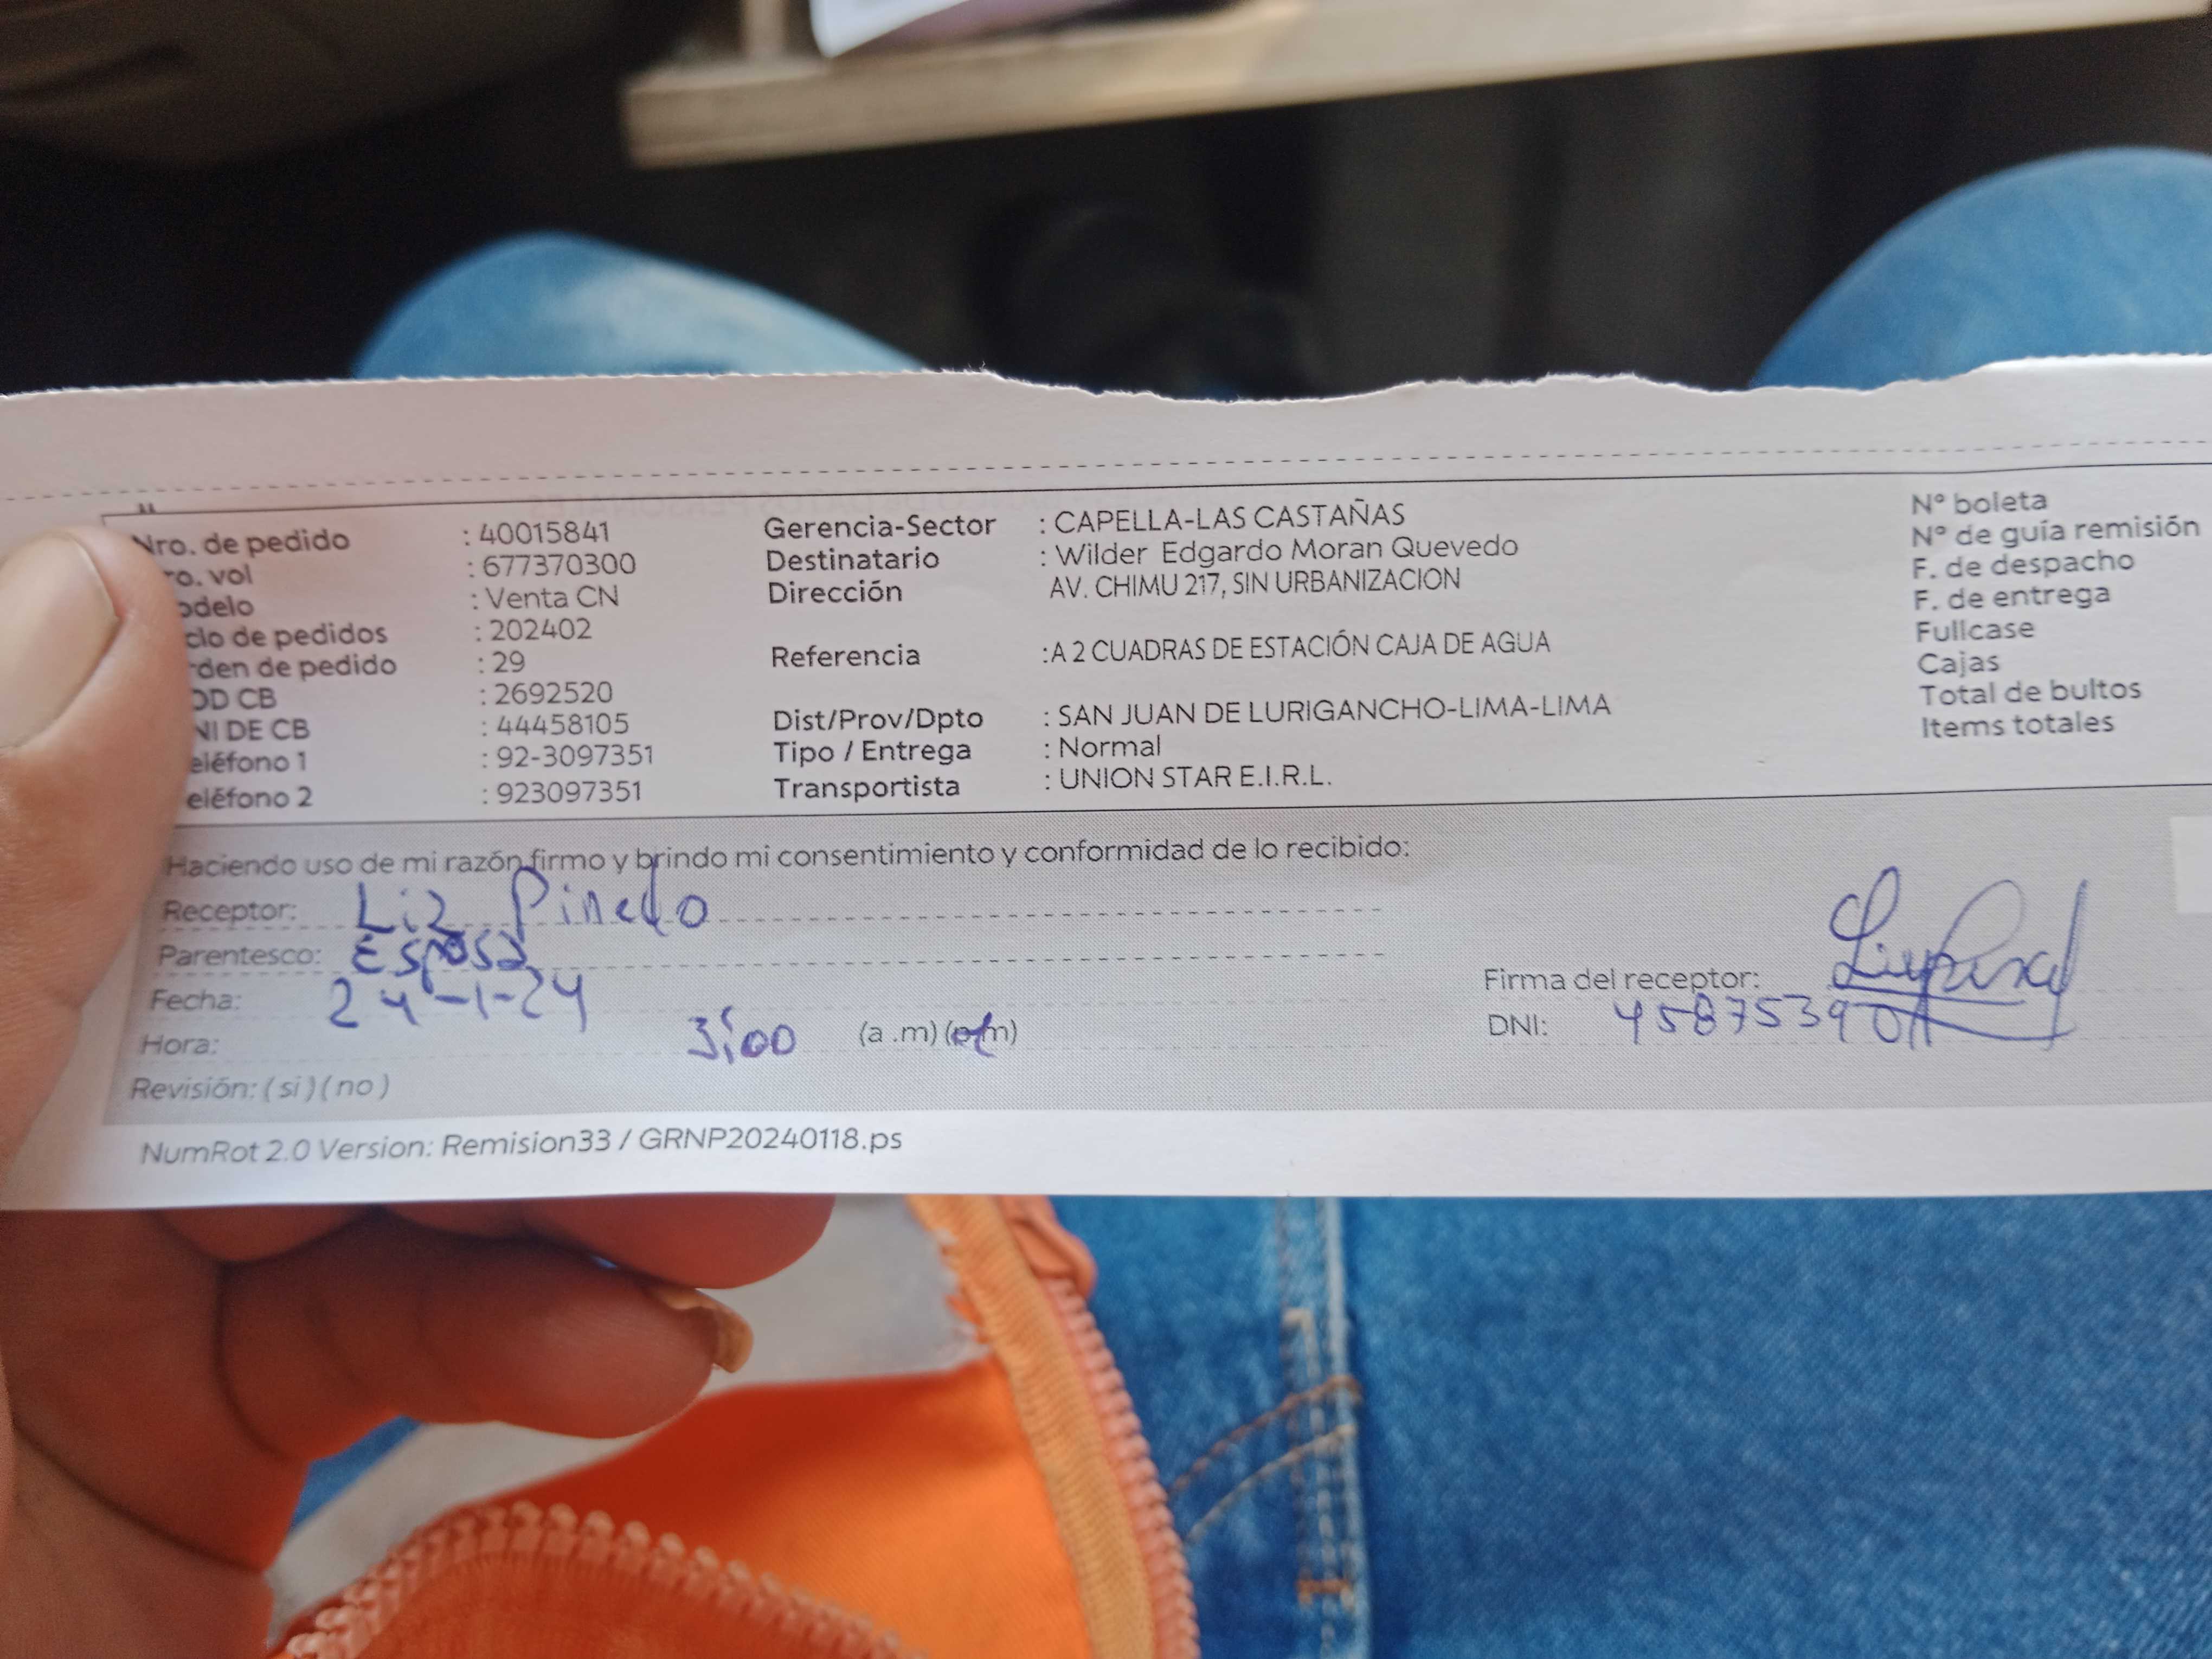 Nro. de pedido : 40015841 Gerencia-Sector : CAPELLA-LAS CASTAÑAS N° boleta
ro. vol : 677370300 Destinatario : Wilder Edgardo Moran Quevedo N° de guía remisión
odelo : Venta CN Dirección AV. CHIMU 217, SIN URBANIZACION F. de despacho
clo de pedidos : 202402 F. de entrega
rden de pedido : 29 Referencia :A 2 CUADRAS DE ESTACIÓN CAJA DE AGUA Fullcase
OD CB : 2692520 Cajas
NI DE CB : 44458105 Dist/Prov/Dpto : SAN JUAN DE LURIGANCHO-LIMA-LIMA Total de bultos
eléfono 1 : 92-3097351 Tipo / Entrega : Normal Items totales
eléfono 2 : 923097351 Transportista : UNION STAR E.I.R.L.
Haciendo uso de mi razón firmo y brindo mi consentimiento y conformidad de lo recibido:
Receptor: Liz Pinedo
Parentesco: Esposa
Fecha: 24-1-24 Firma del receptor:
Hora: 3:00 (a .m) (p.m) DNI: 45875390
Revisión: ( si ) ( no )
NumRot 2.0 Version: Remision33 / GRNP20240118.ps